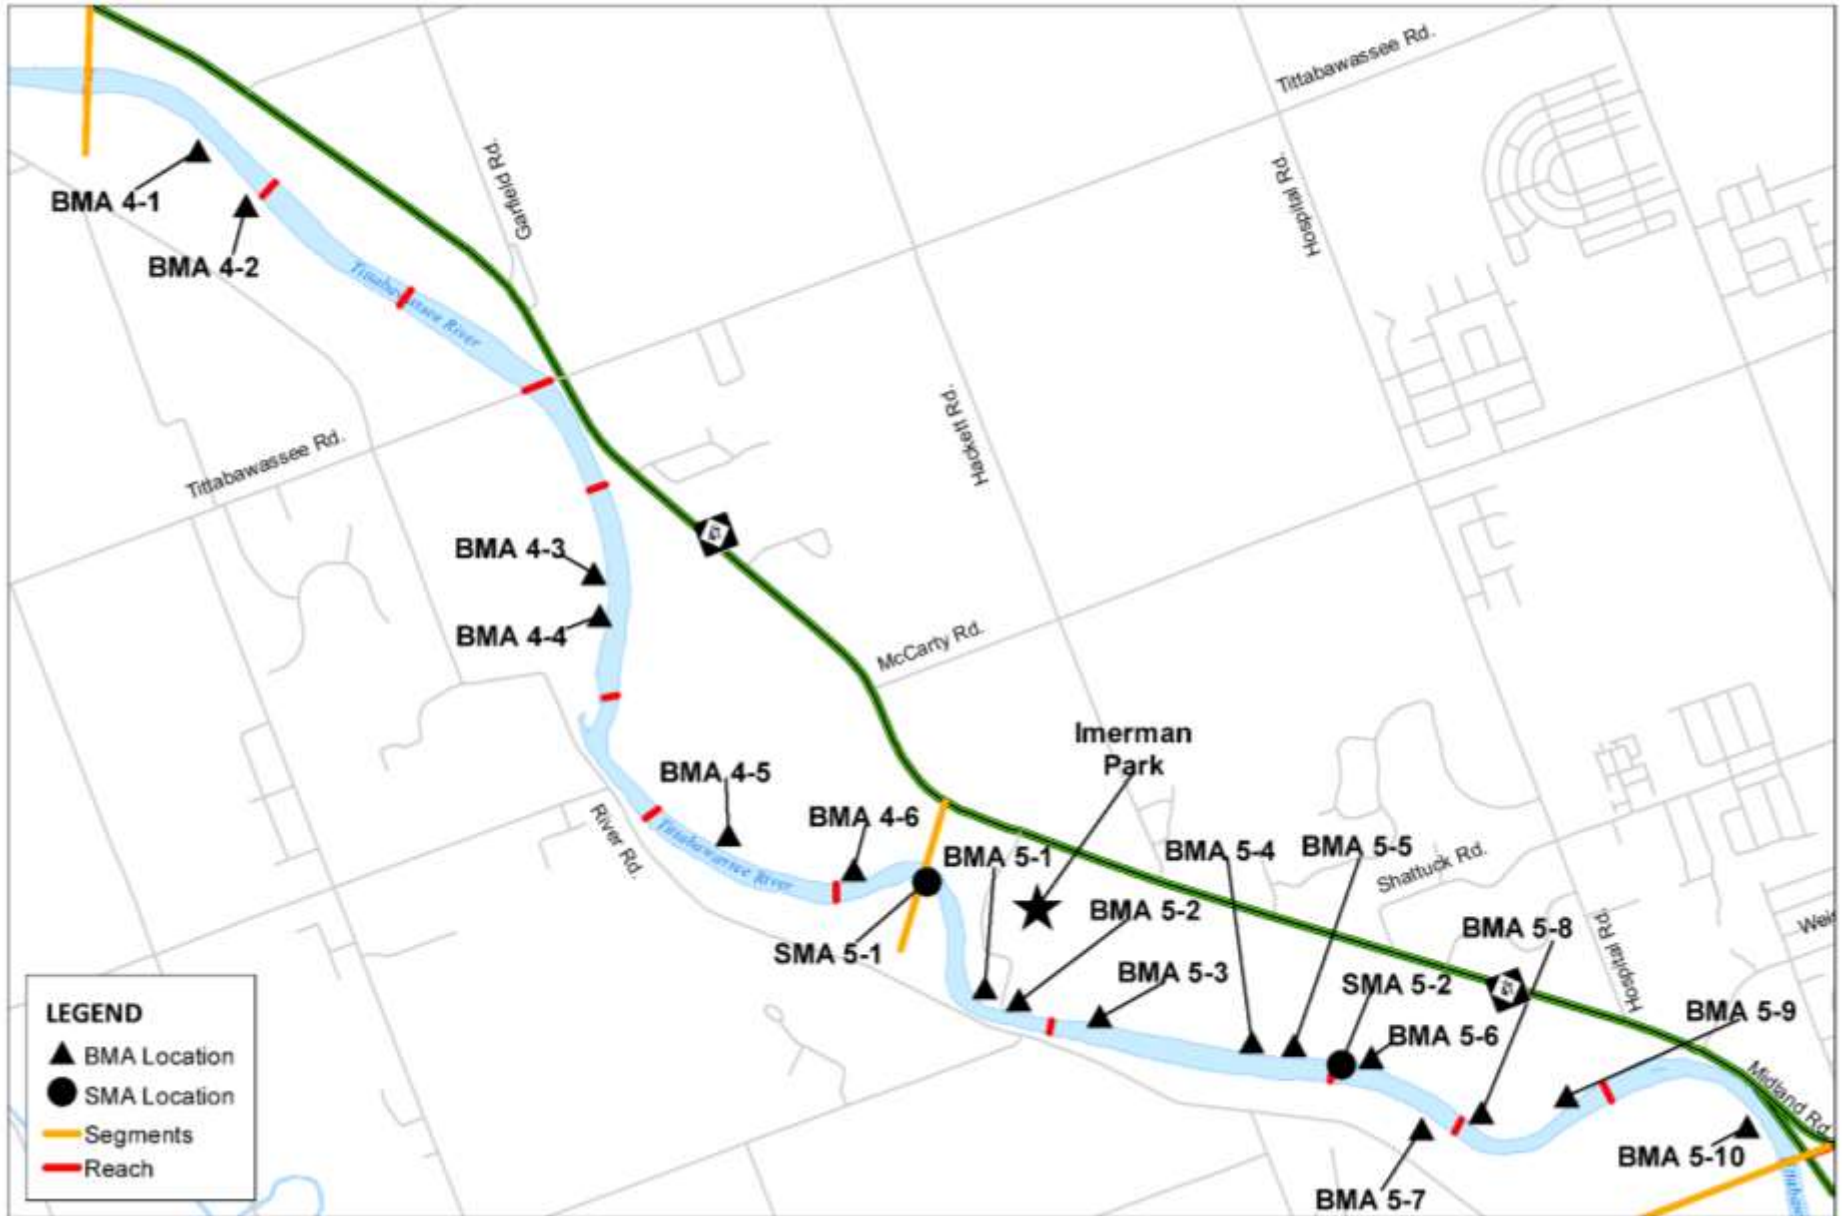 Tittabawassee Rd.
Garfield Rd.
Hospital Rd.
BMA 4-1
BMA 4-2
Tittabawassee River
Hackett Rd.
Tittabawassee Rd.
BMA 4-3
BMA 4-4
McCarty Rd.
Imerman
Park
BMA 4-5
BMA 4-6
River Rd.
Tittabawassee River
BMA 5-1
BMA 5-4
BMA 5-5
Shattuck Rd.
BMA 5-2
BMA 5-8
Hospital Rd.
SMA 5-1
BMA 5-3
SMA 5-2
BMA 5-9
BMA 5-6
Midland Rd.
BMA 5-10
BMA 5-7
LEGEND
BMA Location
SMA Location
Segments
Reach